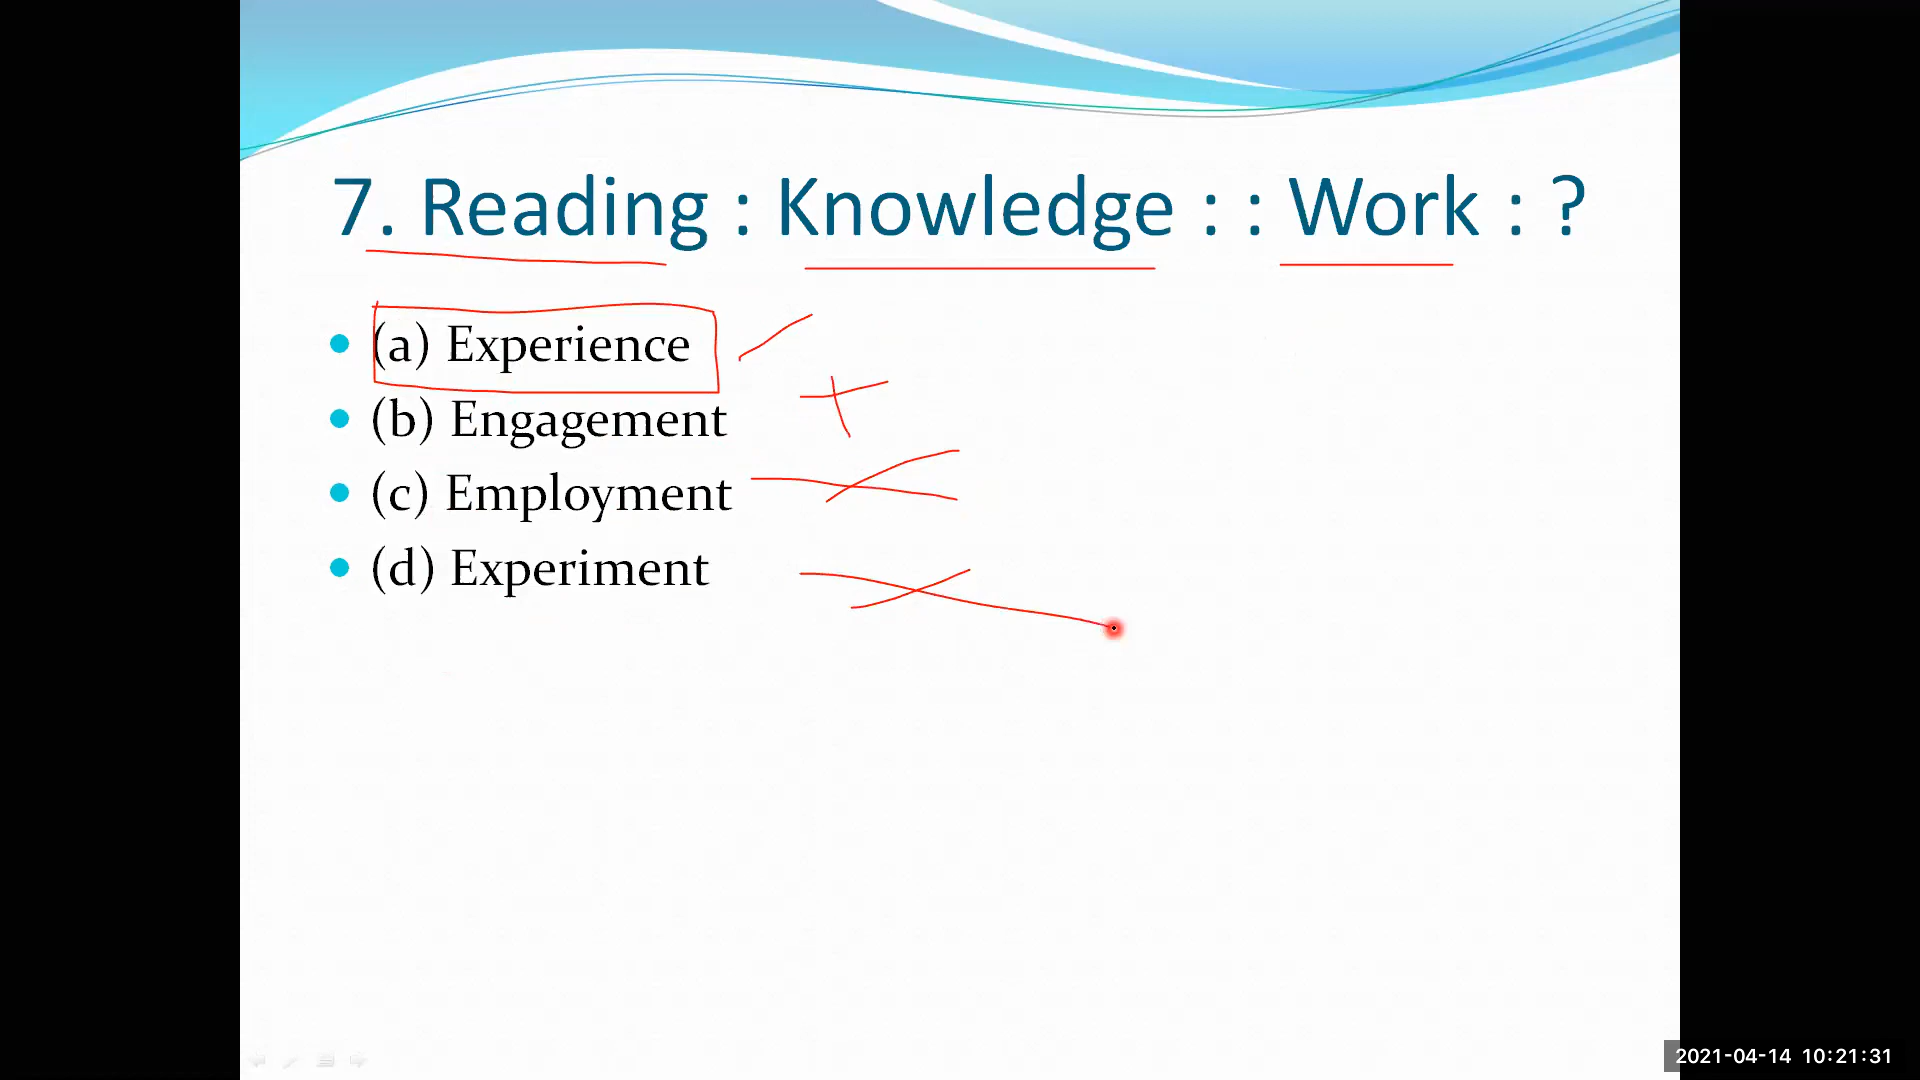 7. Reading : Knowledge : : Work : ?
(a) Experience
(b) Engagement
(c) Employment
(d) Experiment
2021-04-14 10:21:31